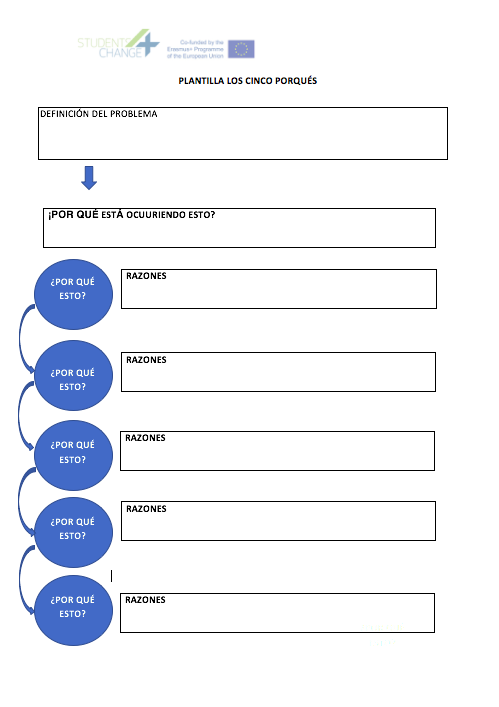 STUDENTS 4
CHANGE
Co-funded by the
Erasmus+ Programme
of the European Union
PLANTILLA LOS CINCO PORQUÉS
DEFINICIÓN DEL PROBLEMA
¡POR QUÉ ESTÁ OCUURIENDO ESTO?
¿POR QUÉ
ESTO?
RAZONES
¿POR QUÉ
ESTO?
RAZONES
¿POR QUÉ
ESTO?
RAZONES
¿POR QUÉ
ESTO?
RAZONES
¿POR QUÉ
ESTO?
RAZONES